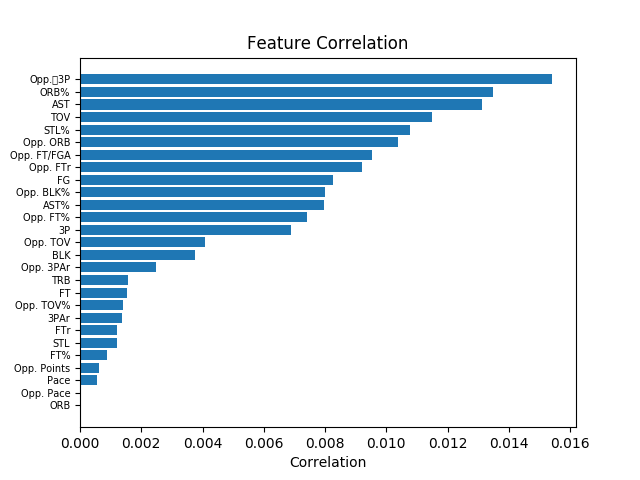 Feature Correlation
Opp.▯3P
ORB%
AST
TOV
STL%
Opp. ORB
Opp. FT/FGA
Opp. FTr
FG
Opp. BLK%
AST%
Opp. FT%
3P
Opp. TOV
BLK
Opp. 3PAr
TRB
FT
Opp. TOV%
3PAr
FTr
STL
FT%
Opp. Points
Pace
Opp. Pace
ORB
0.000 0.002 0.004 0.006 0.008 0.010 0.012 0.014 0.016
Correlation